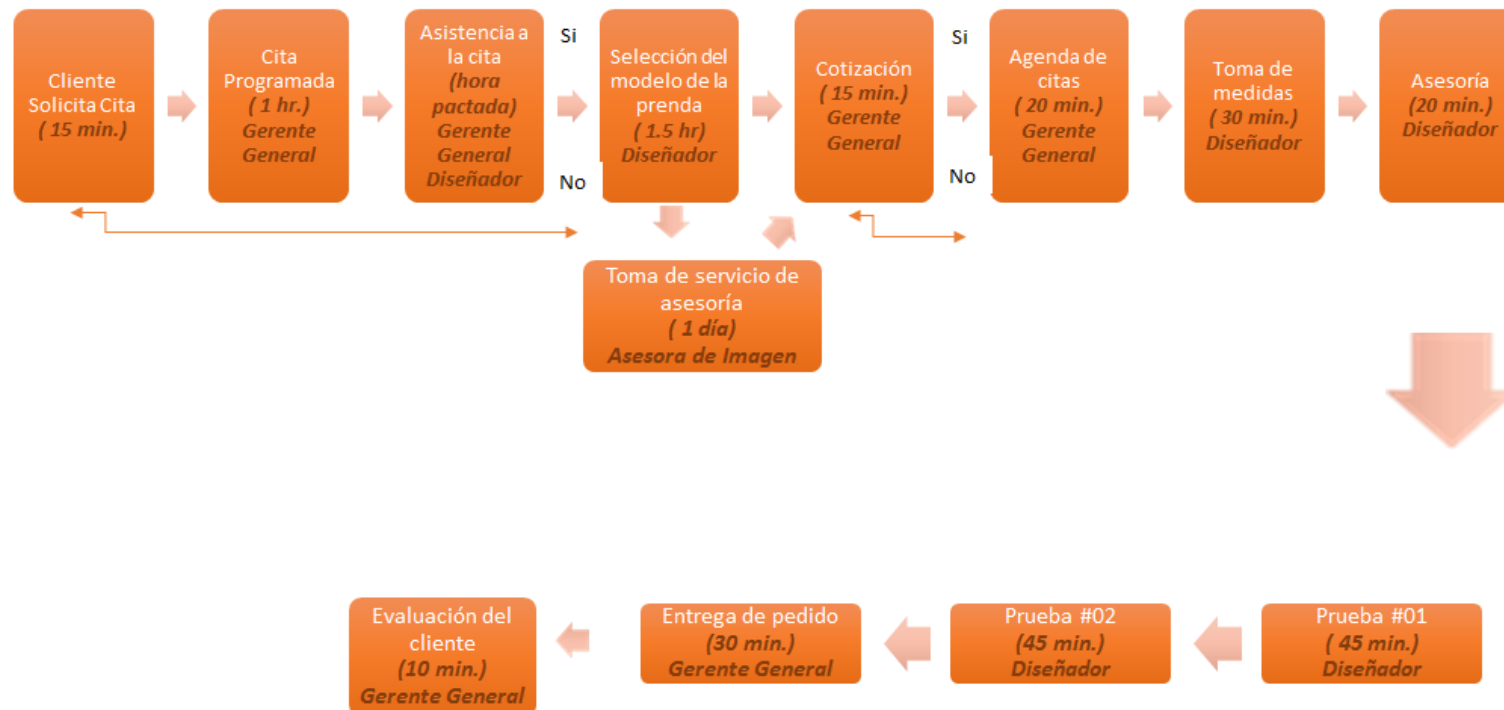 Cliente
Solicita Cita
( 15 min.)
Cita
Programada
( 1 hr.)
Gerente
General
Asistencia a
la cita
(hora
pactada)
Gerente
General
Diseñador
Si
No
Selección del
modelo de la
prenda
( 1.5 hr)
Diseñador
Toma de servicio de
asesoría
( 1 día)
Asesora de Imagen
Cotización
( 15 min.)
Gerente
General
Si
No
Agenda de
citas
( 20 min.)
Gerente
General
Toma de
medidas
( 30 min.)
Diseñador
Asesoría
(20 min.)
Diseñador
Prueba #01
( 45 min.)
Diseñador
Prueba #02
(45 min.)
Diseñador
Entrega de pedido
(30 min.)
Gerente General
Evaluación del
cliente
(10 min.)
Gerente General